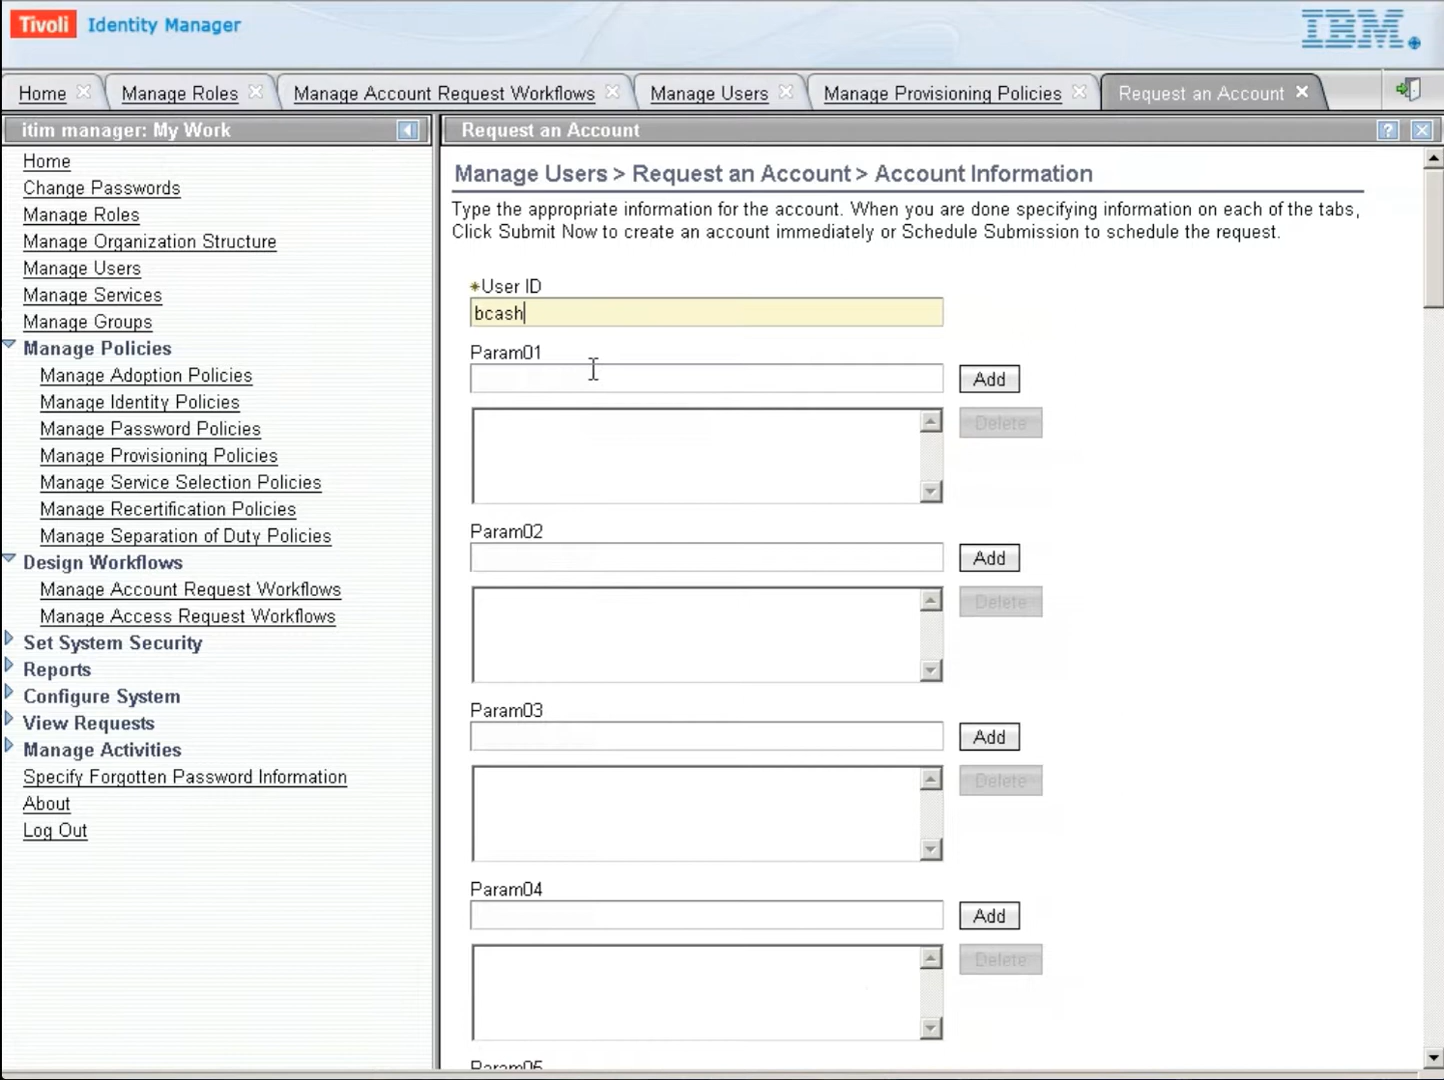 Tivoli Identity Manager
IBM
Home
Manage Roles
Manage Account Request Workflows
Manage Users
Manage Provisioning Policies
Request an Account
itim manager: My Work
Home
Change Passwords
Manage Roles
Manage Organization Structure
Manage Users
Manage Services
Manage Groups
Manage Policies
Manage Adoption Policies
Manage Identity Policies
Manage Password Policies
Manage Provisioning Policies
Manage Service Selection Policies
Manage Recertification Policies
Manage Separation of Duty Policies
Design Workflows
Manage Account Request Workflows
Manage Access Request Workflows
Set System Security
Reports
Configure System
View Requests
Manage Activities
Specify Forgotten Password Information
About
Log Out
Request an Account
Manage Users > Request an Account > Account Information
Type the appropriate information for the account. When you are done specifying information on each of the tabs,
Click Submit Now to create an account immediately or Schedule Submission to schedule the request.
*User ID
bcash
Param01
Add
Delete
Param02
Add
Delete
Param03
Add
Delete
Param04
Add
Delete
Param05